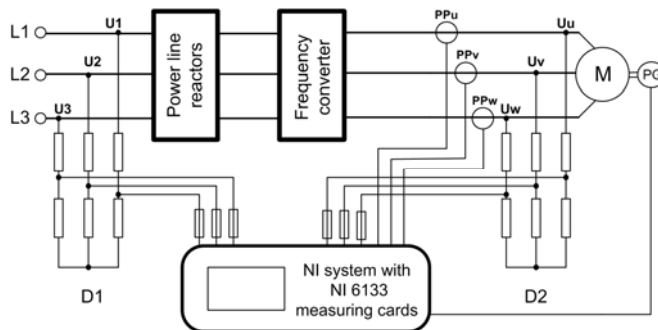 L1
U1
L2
U2
L3
U3
Power line
reactors
Frequency
converter
PPu
PPv
PPw
Uu
Uv
Uw
M
PG
D1
NI system with
NI 6133
measuring cards
D2